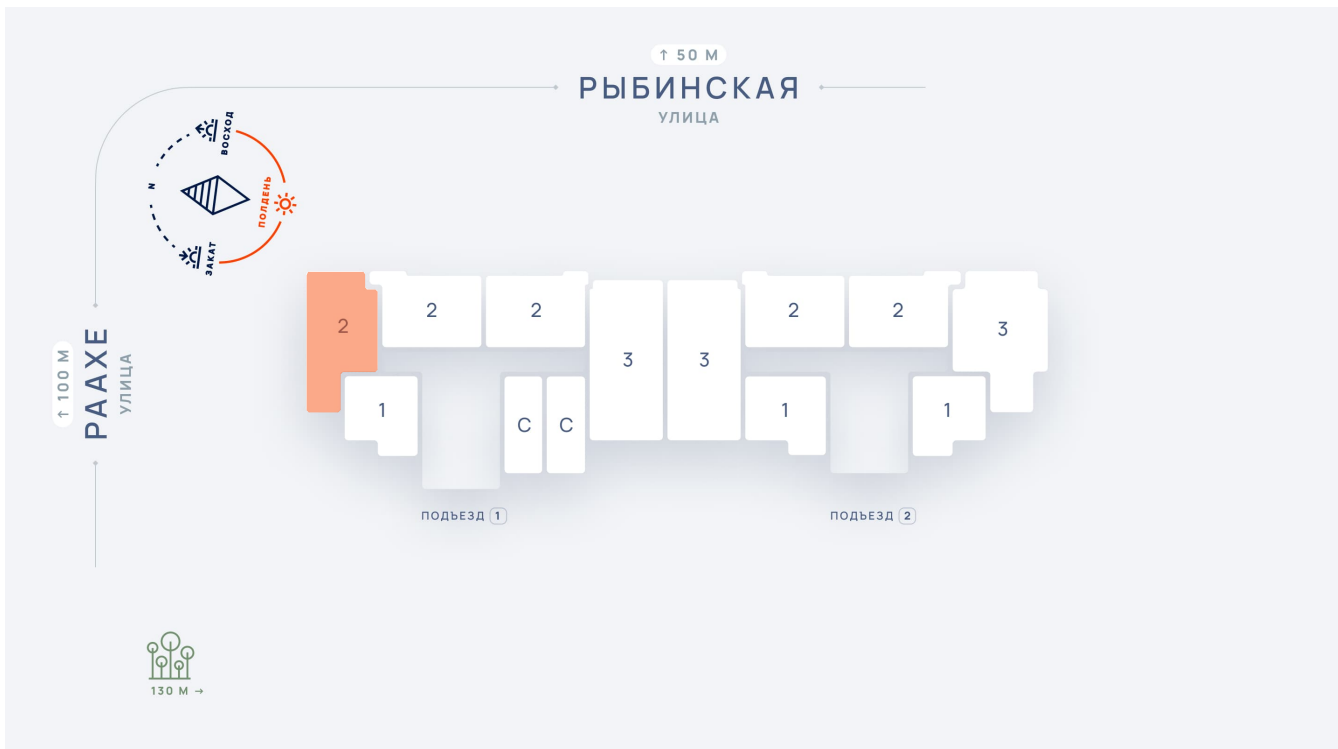 ↑ 50 М
РЫБИНСКАЯ
УЛИЦА
ВОСХОД
N
ПОЛДЕНЬ
ЗАКАТ
↑ 100 М
РААХЕ
УЛИЦА
2
2
2
3
3
2
2
3
1
С
С
1
1
ПОДЪЕЗД 1
ПОДЪЕЗД 2
130 М →